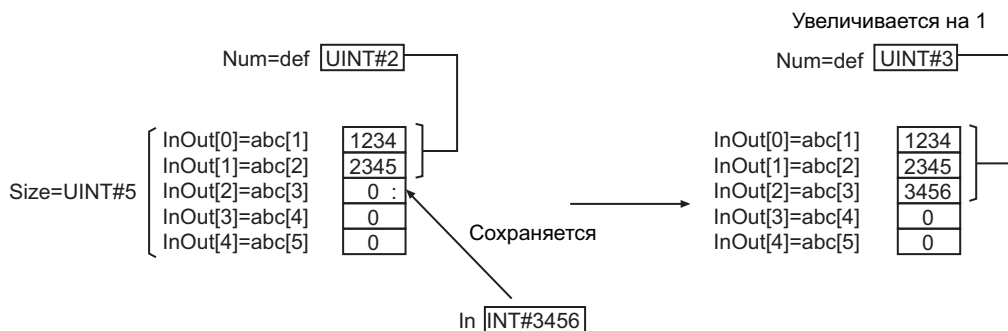 Увеличивается на 1
Num=def UINT#2
Num=def UINT#3
Size=UINT#5
InOut[0]=abc[1] 1234
InOut[1]=abc[2] 2345
InOut[2]=abc[3] 0 :
InOut[3]=abc[4] 0
InOut[4]=abc[5] 0
Сохраняется
In INT#3456
InOut[0]=abc[1] 1234
InOut[1]=abc[2] 2345
InOut[2]=abc[3] 3456
InOut[3]=abc[4] 0
InOut[4]=abc[5] 0